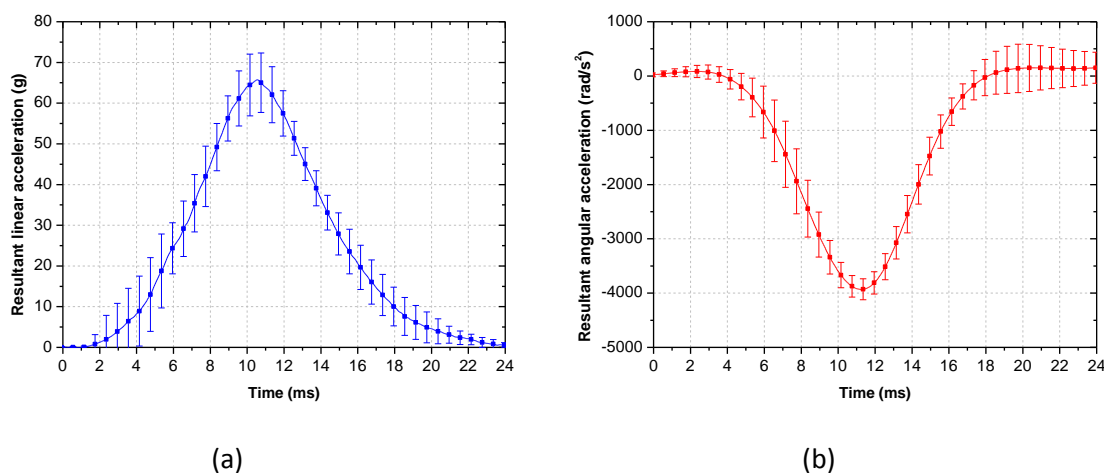 80
70
60
50
40
30
20
10
0
Resultant linear acceleration (g)
0 2 4 6 8 10 12 14 16 18 20 22 24
Time (ms)
(a)
1000
0
-1000
-2000
-3000
-4000
-5000
Resultant angular acceleration (rad/s²)
0 2 4 6 8 10 12 14 16 18 20 22 24
Time (ms)
(b)